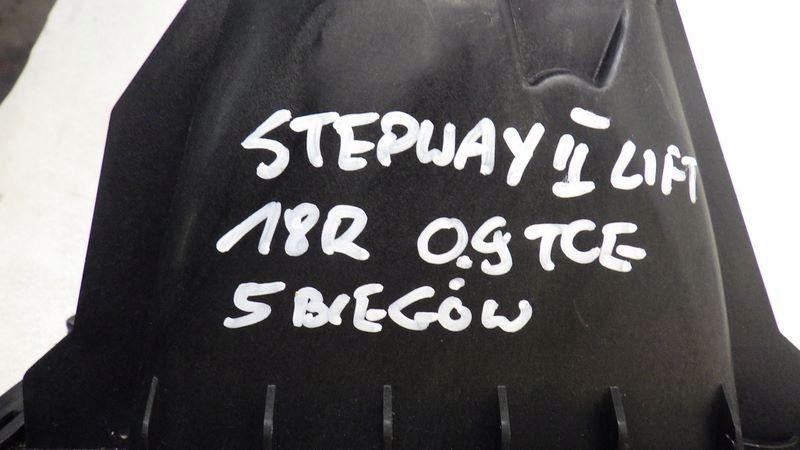 STEPWAY II LIFT
18R 0.9 TCE
5 BIEGÓW